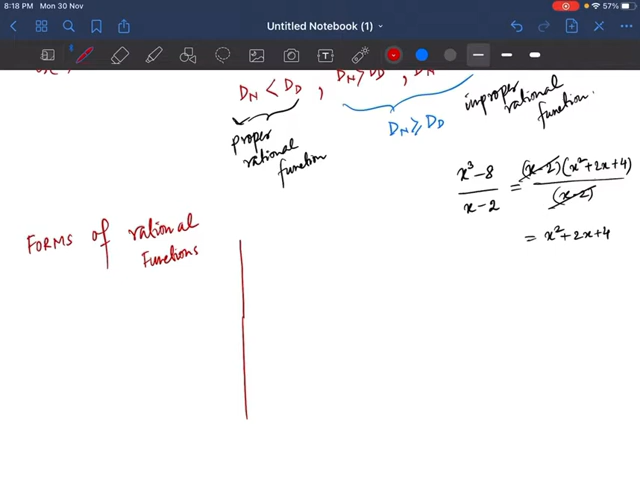 8:18 PM Mon 30 Nov
57%
Untitled Notebook (1)
D_N < D_D , D_N > D_D , D_N
proper rational function
D_N ≥ D_D
improper rational function.
x³-8 / x-2 = (x-2)(x²+2x+4) / (x-2)
= x²+2x+4
FORMS of rational
Functions